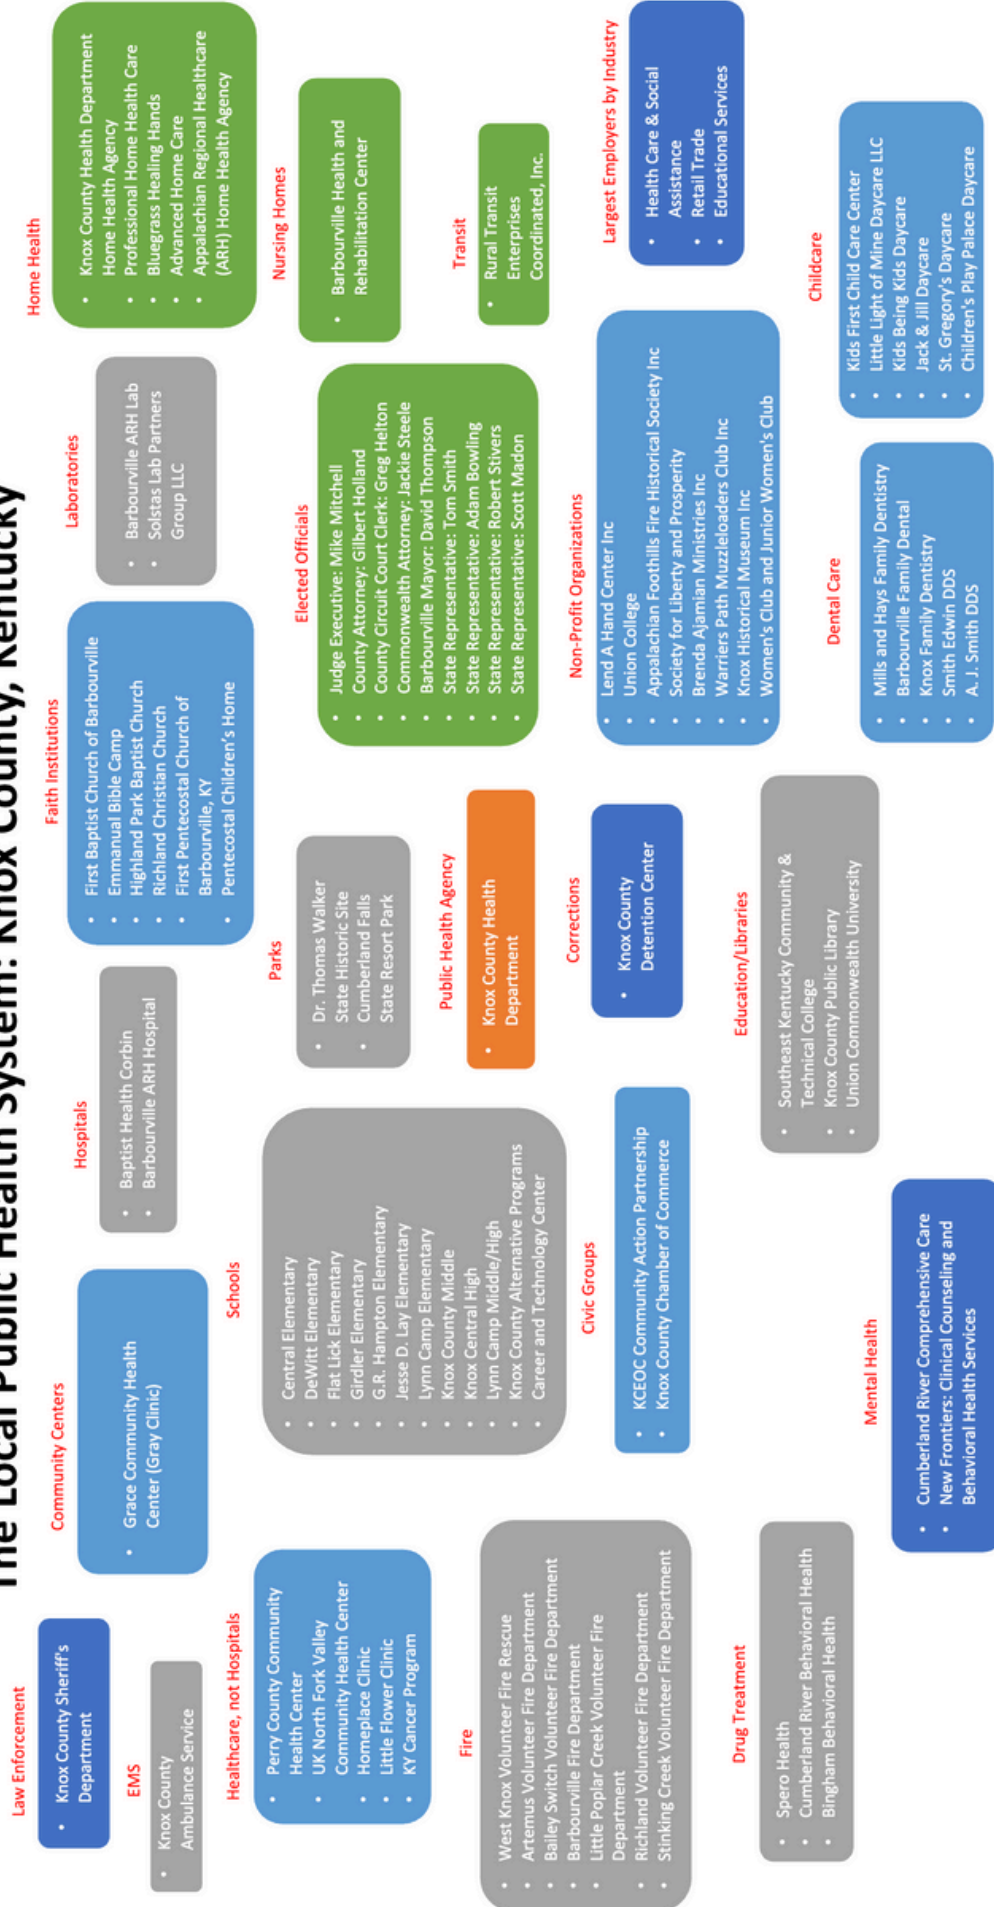 The Local Public Health System: Knox County, Kentucky
Law Enforcement
• Knox County Sheriff's
Department
EMS
• Knox County
Ambulance Service
Community Centers
• Grace Community Health
Center (Gray Clinic)
Hospitals
• Baptist Health Corbin
• Barbourville ARH Hospital
Faith Institutions
• First Baptist Church of Barbourville
• Emmanual Bible Camp
• Highland Park Baptist Church
• Richland Christian Church
• First Pentecostal Church of
Barbourville, KY
• Pentecostal Children's Home
Laboratories
• Barbourville ARH Lab
• Solstas Lab Partners
Group LLC
Home Health
• Knox County Health Department
Home Health Agency
• Professional Home Health Care
• Bluegrass Healing Hands
• Advanced Home Care
• Appalachian Regional Healthcare
(ARH) Home Health Agency
Healthcare, not Hospitals
• Perry County Community
Health Center
• UK North Fork Valley
Community Health Center
• Homeplace Clinic
• Little Flower Clinic
• KY Cancer Program
Schools
• Central Elementary
• DeWitt Elementary
• Flat Lick Elementary
• Girdler Elementary
• G.R. Hampton Elementary
• Jesse D. Lay Elementary
• Lynn Camp Elementary
• Knox County Middle
• Knox Central High
• Lynn Camp Middle/High
• Knox County Alternative Programs
• Career and Technology Center
Parks
• Dr. Thomas Walker
State Historic Site
• Cumberland Falls
State Resort Park
Elected Officials
• Judge Executive: Mike Mitchell
• County Attorney: Gilbert Holland
• County Circuit Court Clerk: Greg Helton
• Commonwealth Attorney: Jackie Steele
• Barbourville Mayor: David Thompson
• State Representative: Tom Smith
• State Representative: Adam Bowling
• State Representative: Robert Stivers
• State Representative: Scott Madon
Nursing Homes
• Barbourville Health and
Rehabilitation Center
Public Health Agency
• Knox County Health
Department
Transit
• Rural Transit
Enterprises
Coordinated, Inc.
Fire
• West Knox Volunteer Fire Rescue
• Artemus Volunteer Fire Department
• Bailey Switch Volunteer Fire Department
• Barbourville Fire Department
• Little Poplar Creek Volunteer Fire
Department
• Richland Volunteer Fire Department
• Stinking Creek Volunteer Fire Department
Civic Groups
• KCEOC Community Action Partnership
• Knox County Chamber of Commerce
Corrections
• Knox County
Detention Center
Non-Profit Organizations
• Lend A Hand Center Inc
• Union College
• Appalachian Foothills Fire Historical Society Inc
• Society for Liberty and Prosperity
• Brenda Ajamian Ministries Inc
• Warriers Path Muzzleloaders Club Inc
• Knox Historical Museum Inc
• Women's Club and Junior Women's Club
Largest Employers by Industry
• Health Care & Social
Assistance
• Retail Trade
• Educational Services
Drug Treatment
• Spero Health
• Cumberland River Behavioral Health
• Bingham Behavioral Health
Mental Health
• Cumberland River Comprehensive Care
• New Frontiers: Clinical Counseling and
Behavioral Health Services
Education/Libraries
• Southeast Kentucky Community &
Technical College
• Knox County Public Library
• Union Commonwealth University
Dental Care
• Mills and Hays Family Dentistry
• Barbourville Family Dental
• Knox Family Dentistry
• Smith Edwin DDS
• A. J. Smith DDS
Childcare
• Kids First Child Care Center
• Little Light of Mine Daycare LLC
• Kids Being Kids Daycare
• Jack & Jill Daycare
• St. Gregory's Daycare
• Children's Play Palace Daycare